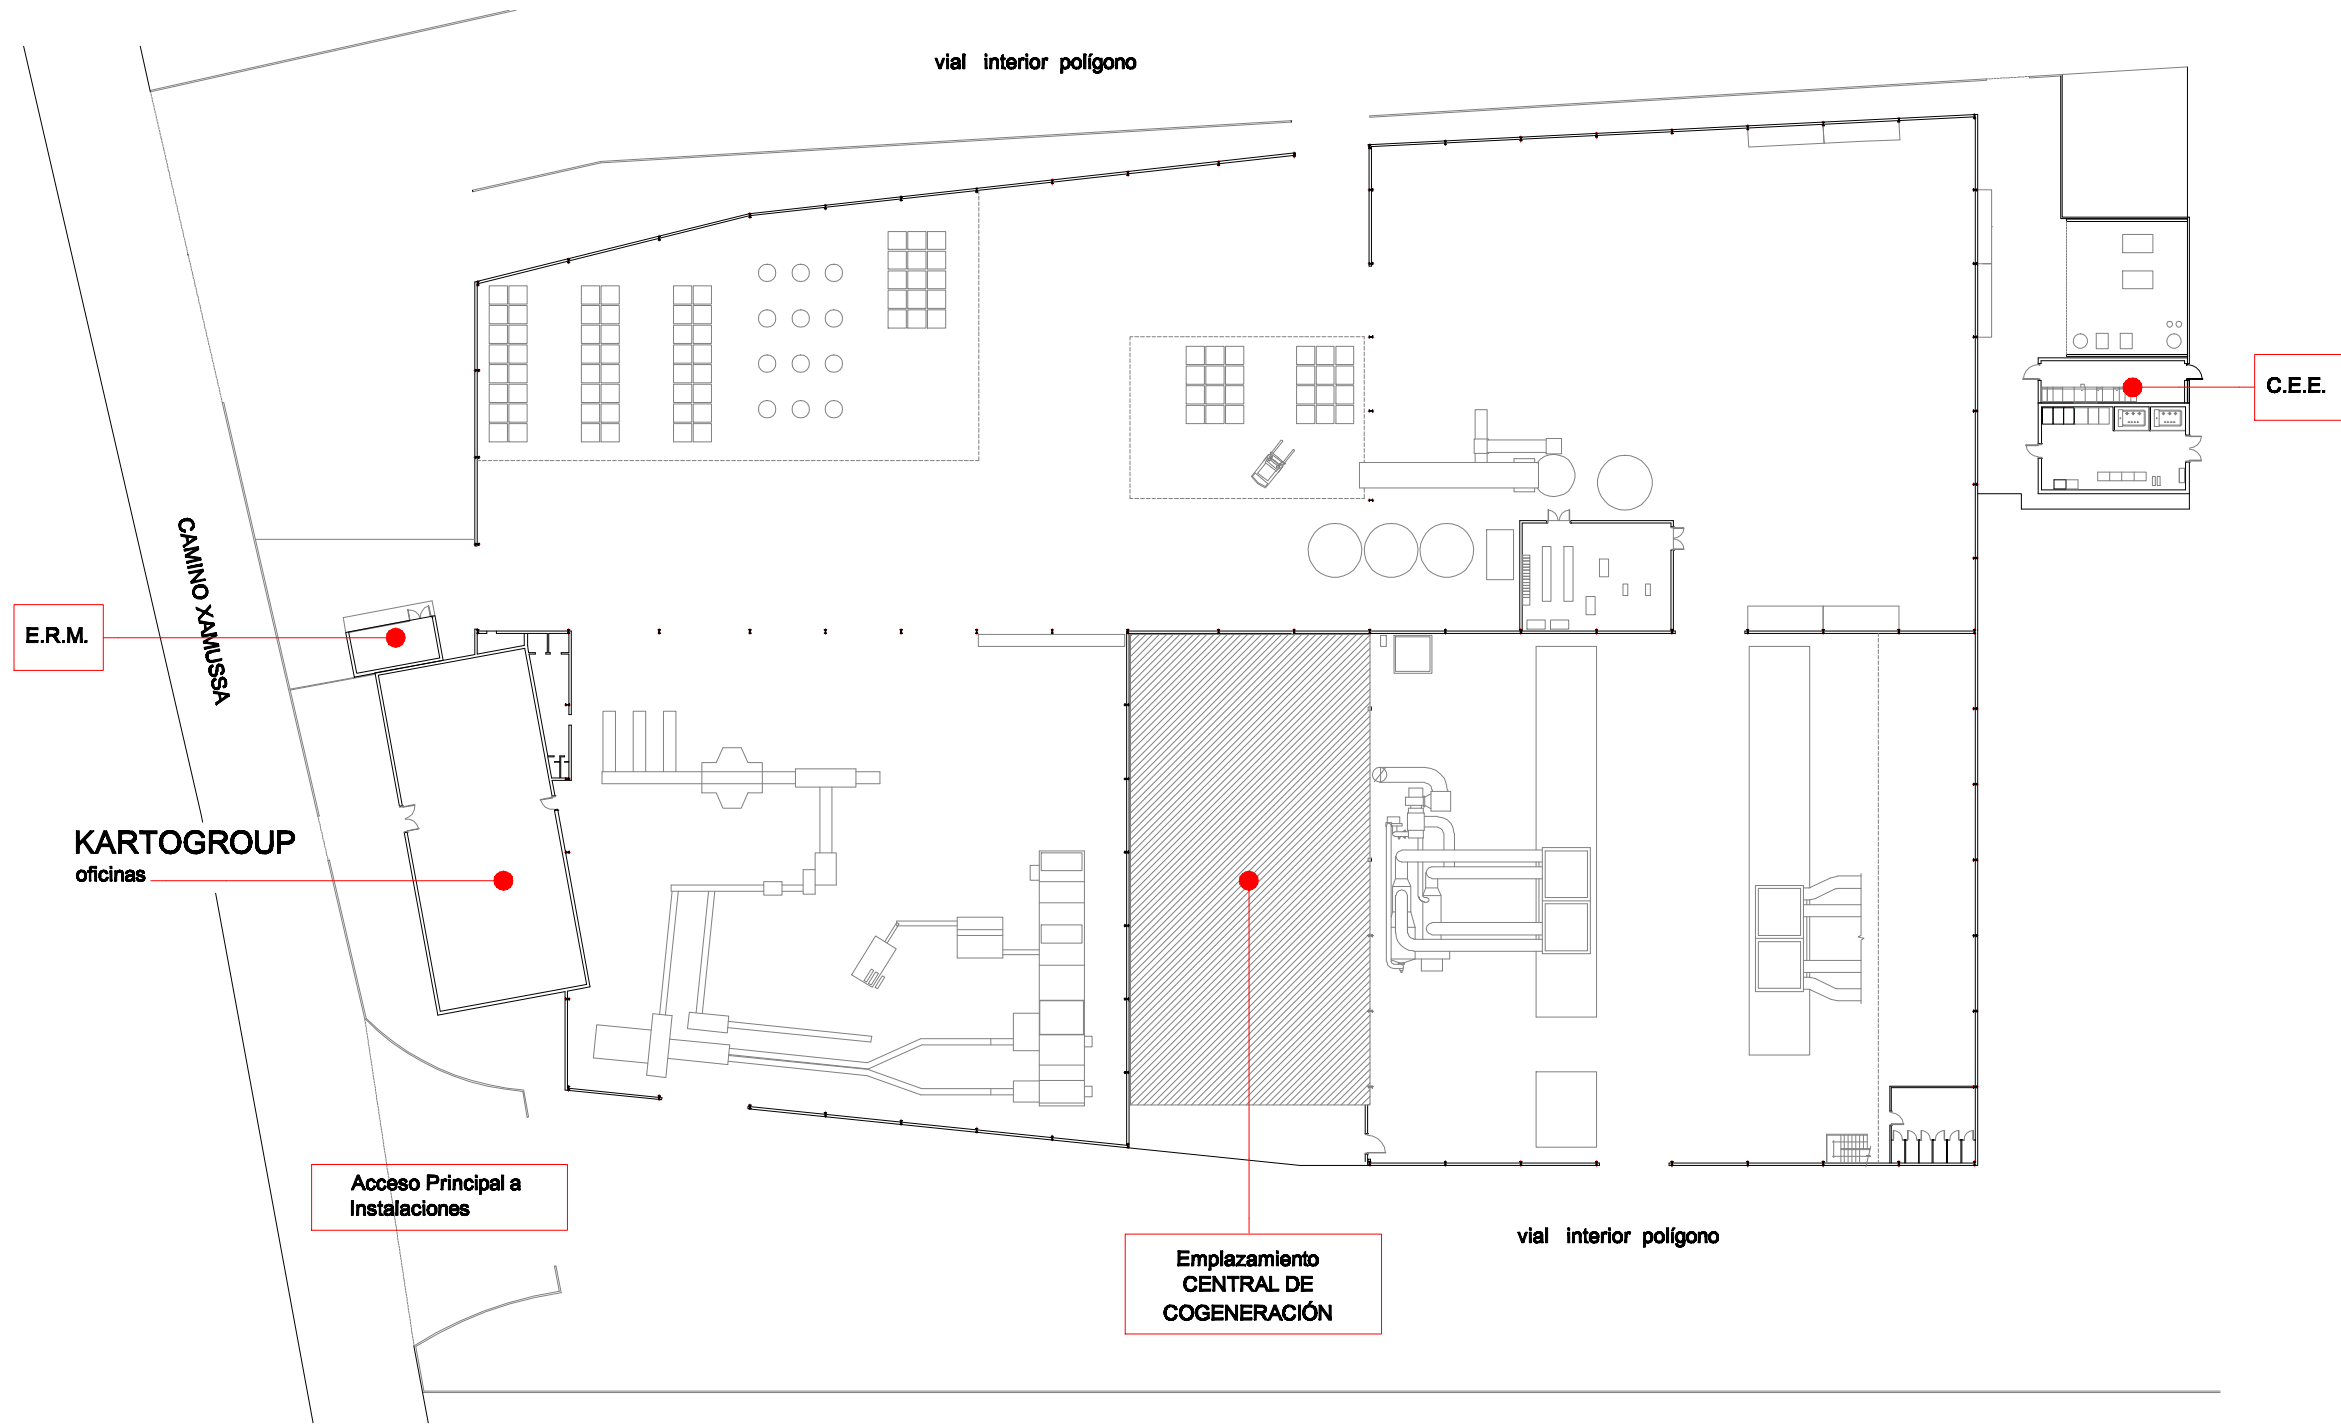 vial interior polígono
C.E.E.
CAMINO XAMUSSA
E.R.M.
KARTOGROUP
oficinas
Acceso Principal a
Instalaciones
vial interior polígono
Emplazamiento
CENTRAL DE
COGENERACIÓN